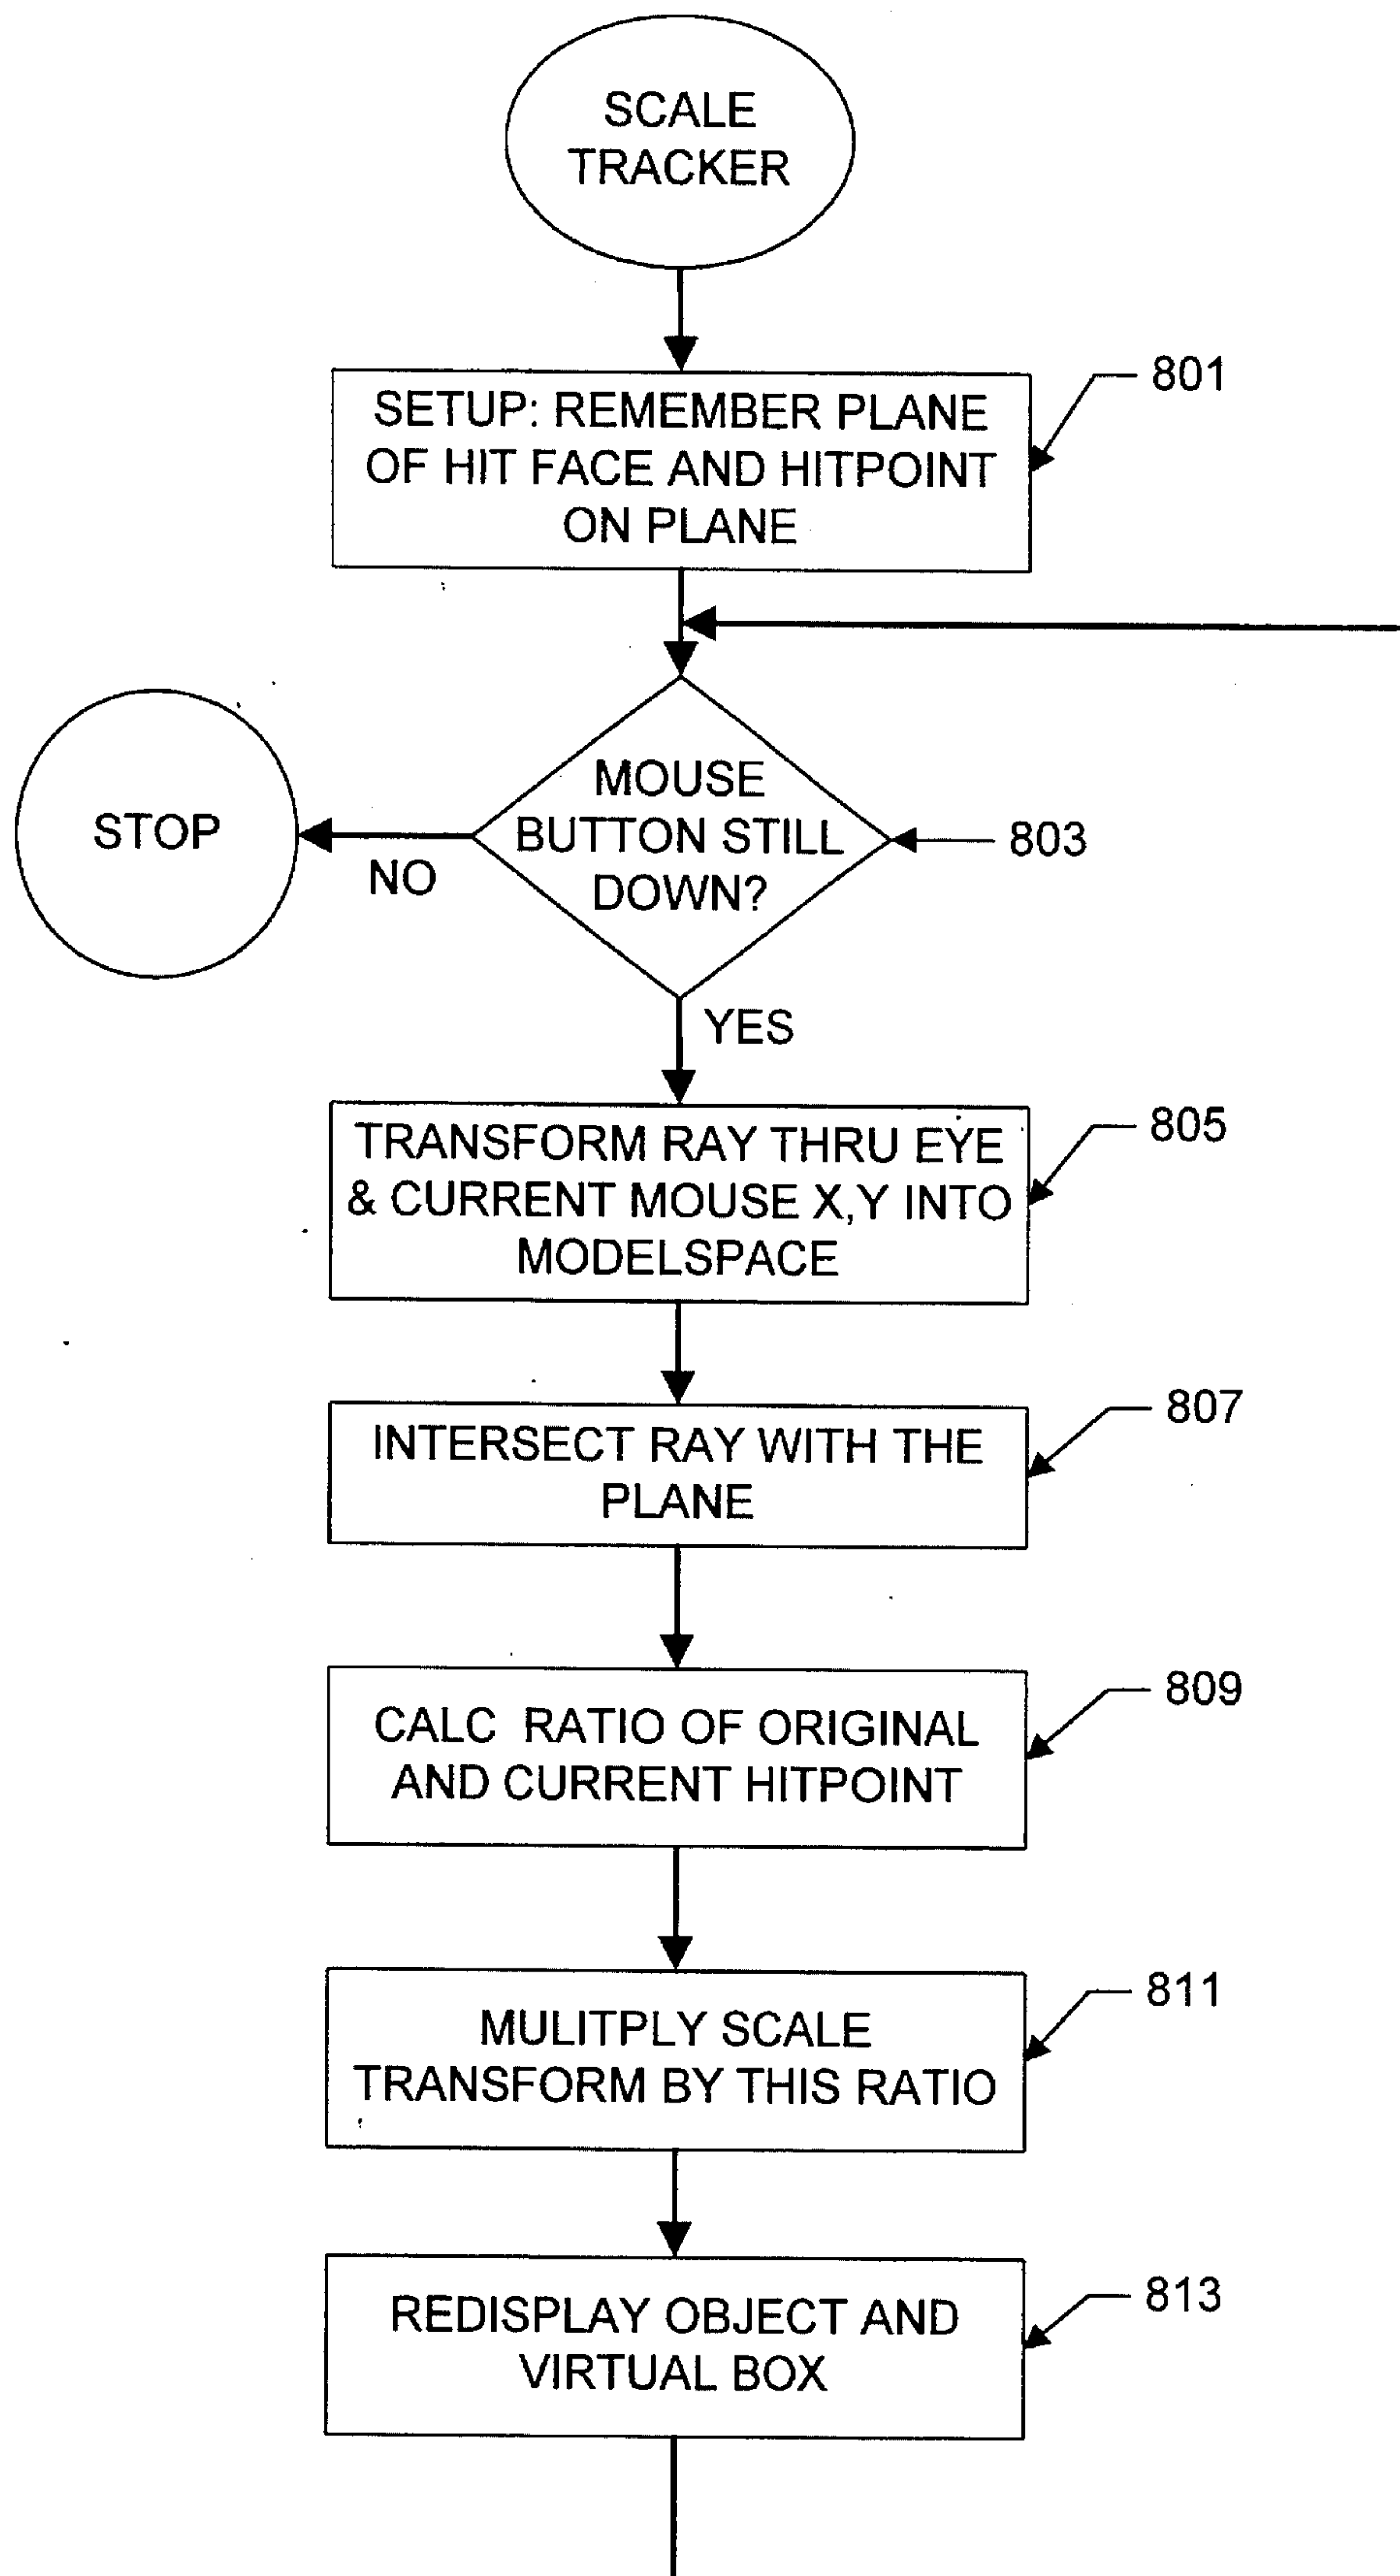 SCALE
TRACKER
801
SETUP: REMEMBER PLANE
OF HIT FACE AND HITPOINT
ON PLANE
MOUSE
BUTTON STILL
DOWN?
803
STOP
NO
YES
805
TRANSFORM RAY THRU EYE
& CURRENT MOUSE X,Y INTO
MODELSPACE
807
INTERSECT RAY WITH THE
PLANE
809
CALC RATIO OF ORIGINAL
AND CURRENT HITPOINT
811
MULITPLY SCALE
TRANSFORM BY THIS RATIO
813
REDISPLAY OBJECT AND
VIRTUAL BOX